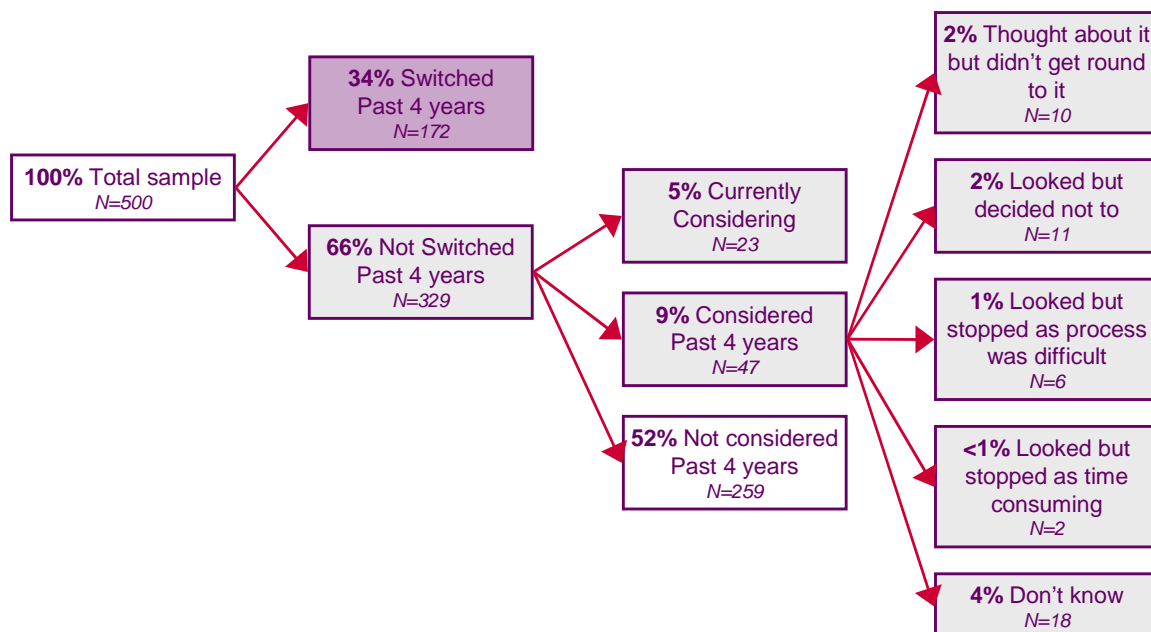 100% Total sample
N=500
34% Switched
Past 4 years
N=172
66% Not Switched
Past 4 years
N=329
5% Currently
Considering
N=23
9% Considered
Past 4 years
N=47
52% Not considered
Past 4 years
N=259
2% Thought about it
but didn't get round
to it
N=10
2% Looked but
decided not to
N=11
1% Looked but
stopped as process
was difficult
N=6
<1% Looked but
stopped as time
consuming
N=2
4% Don't know
N=18